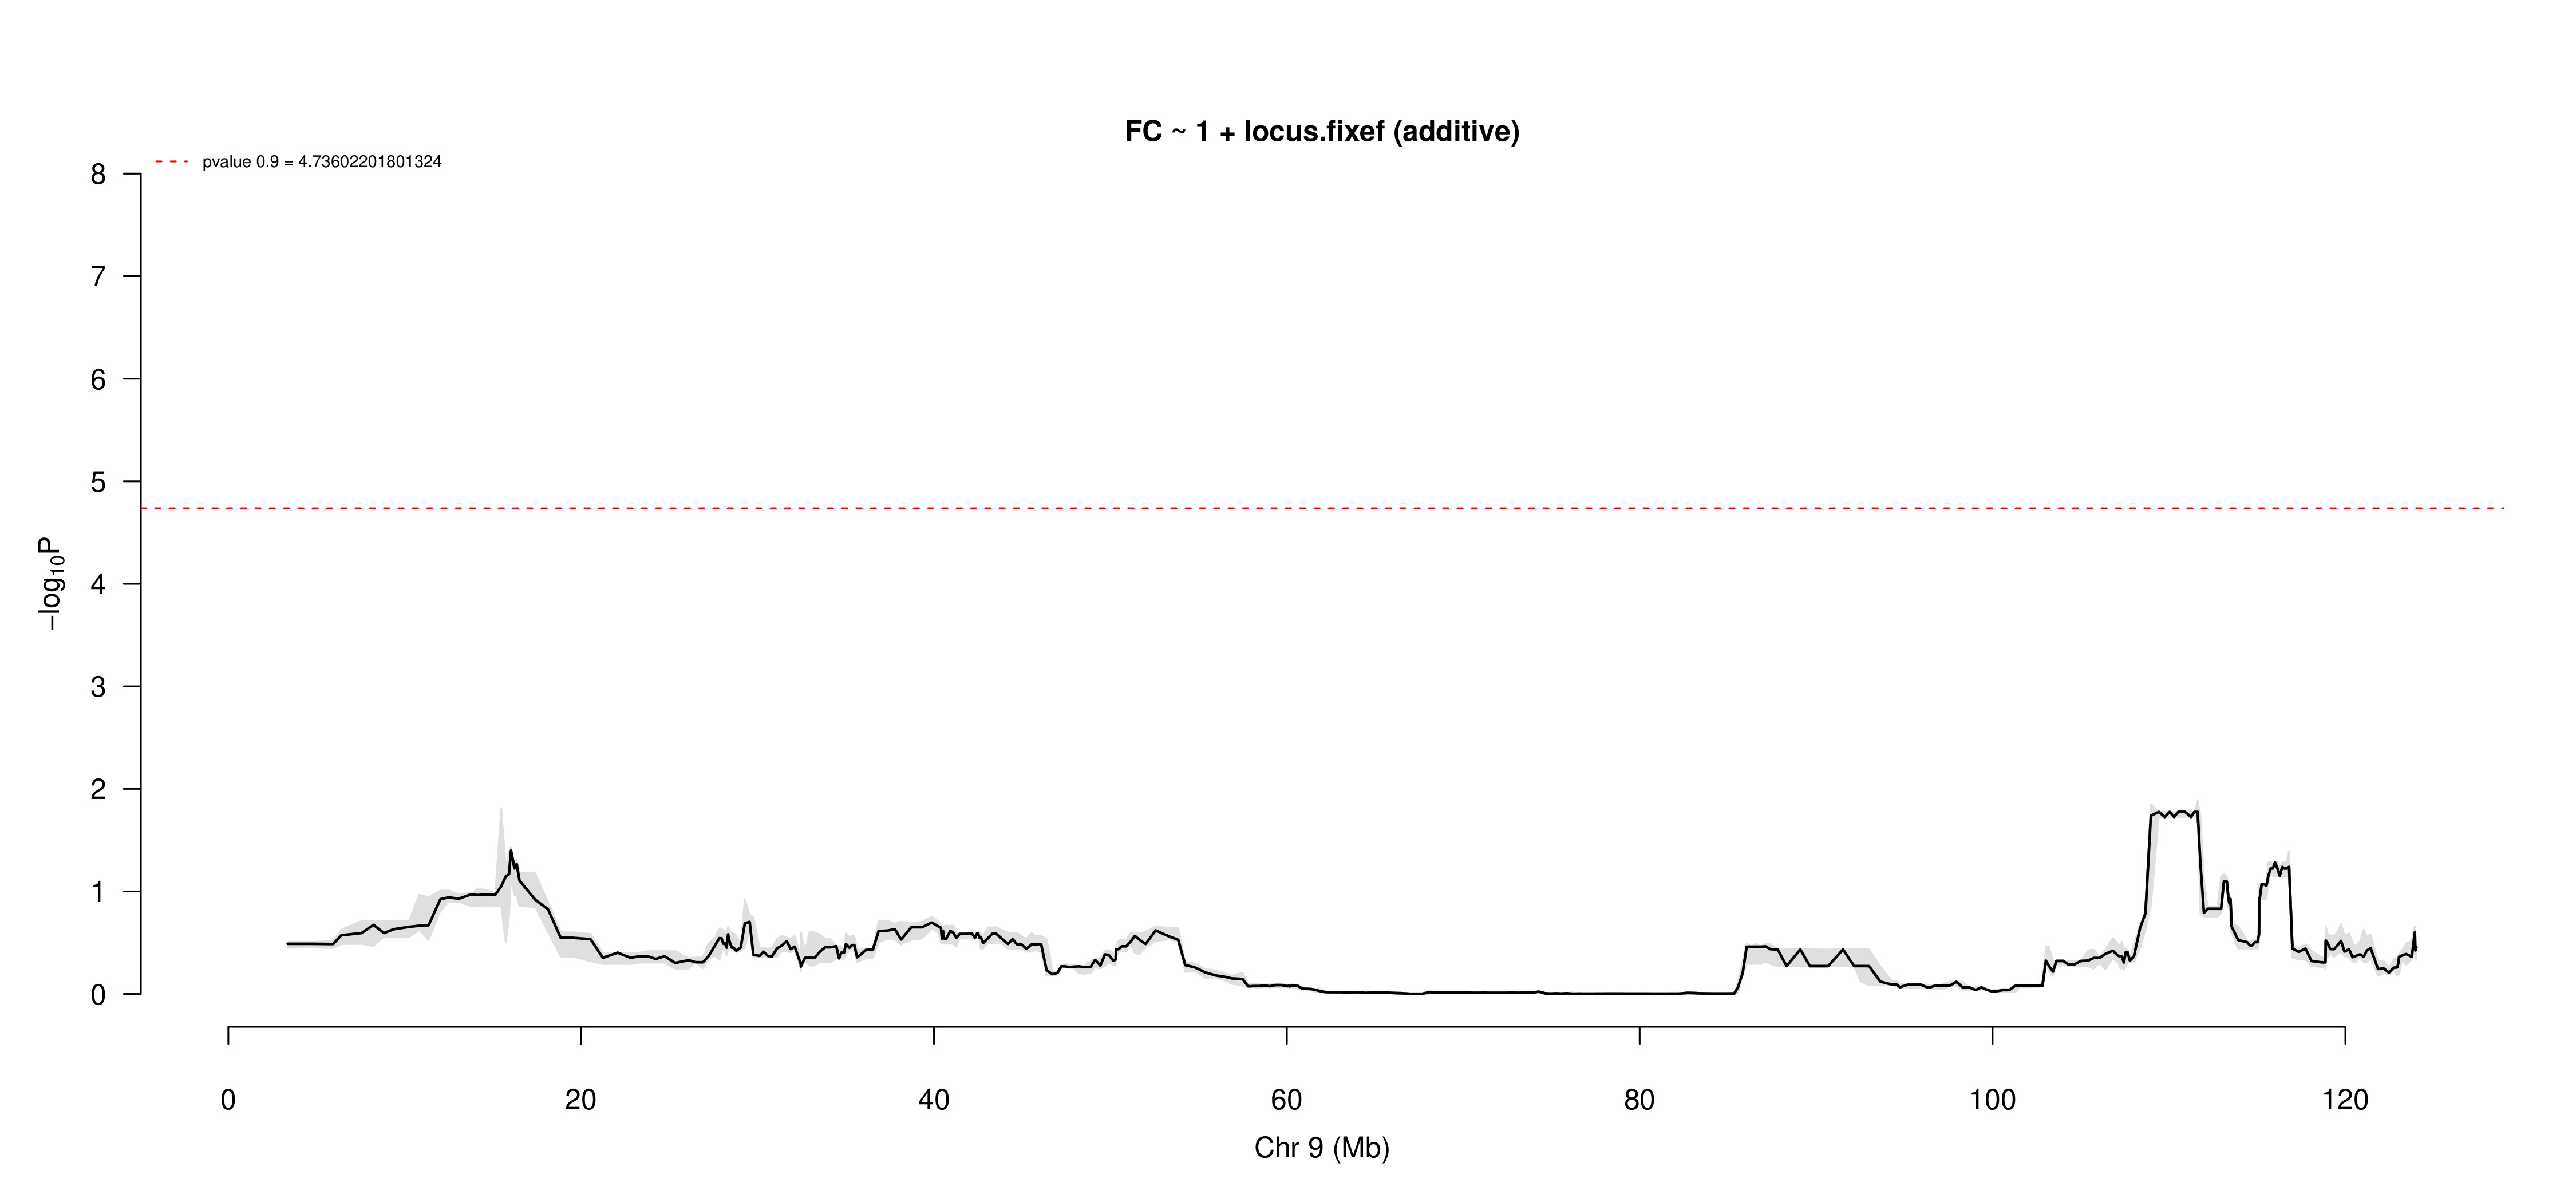 FC ~ 1 + locus.fixef (additive)
pvalue 0.9 = 4.73602201801324
8
7
6
5
4
3
2
1
0
−log10P
0 20 40 60 80 100 120
Chr 9 (Mb)